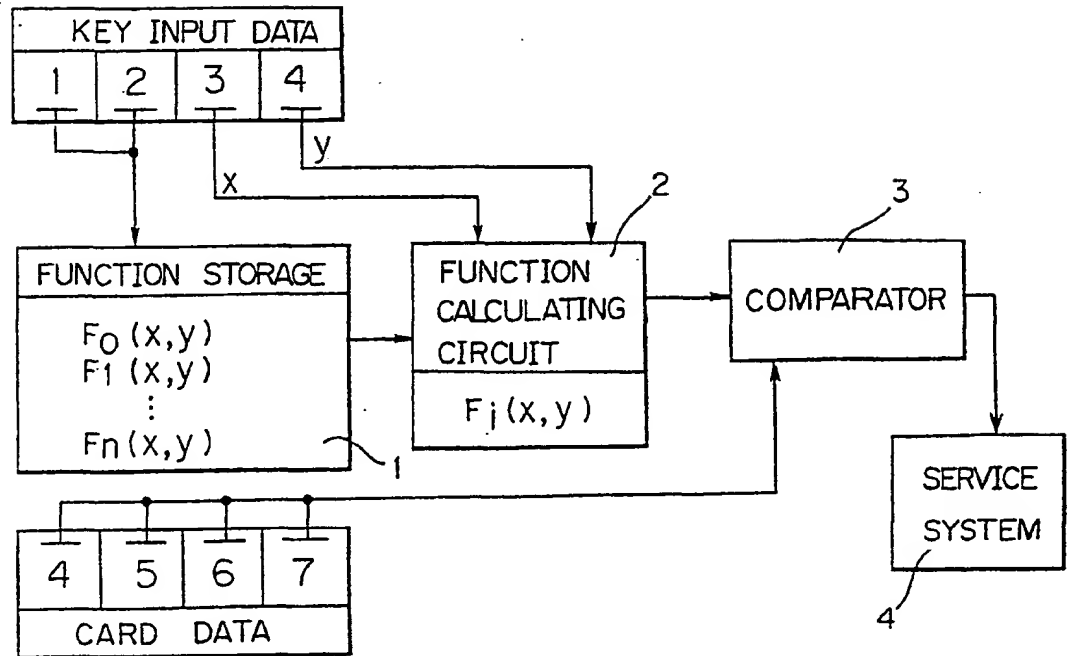 KEY INPUT DATA
1 2 3 4
x
y
2
3
FUNCTION STORAGE
F0 (x,y)
F1 (x,y)
⋮
Fn (x,y)
1
FUNCTION
CALCULATING
CIRCUIT
Fj (x,y)
COMPARATOR
SERVICE
SYSTEM
4
4 5 6 7
CARD DATA